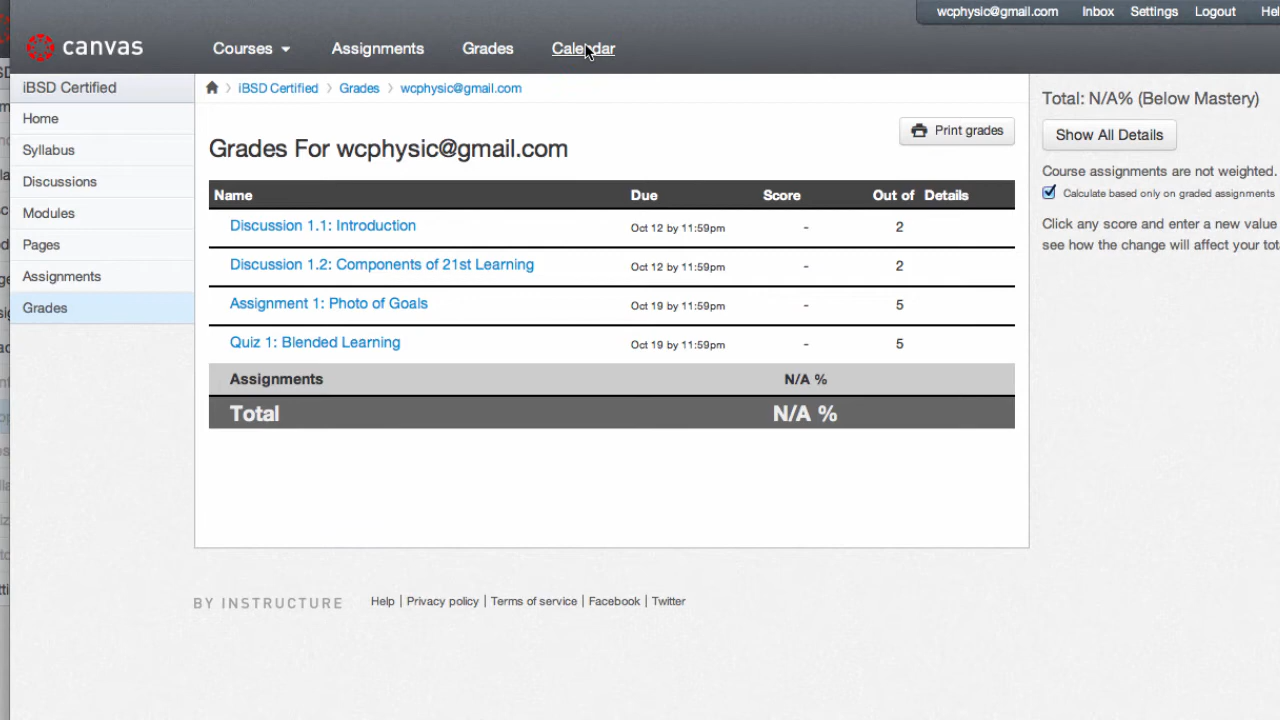 wcphysic@gmail.com Inbox Settings Logout
canvas Courses Assignments Grades Calendar
iBSD Certified
Home
Syllabus
Discussions
Modules
Pages
Assignments
Grades
iBSD Certified Grades wcphysic@gmail.com
Print grades
Grades For wcphysic@gmail.com
Name Due Score Out of Details
Discussion 1.1: Introduction Oct 12 by 11:59pm - 2
Discussion 1.2: Components of 21st Learning Oct 12 by 11:59pm - 2
Assignment 1: Photo of Goals Oct 19 by 11:59pm - 5
Quiz 1: Blended Learning Oct 19 by 11:59pm - 5
Assignments N/A %
Total N/A %
Total: N/A% (Below Mastery)
Show All Details
Course assignments are not weighted.
Calculate based only on graded assignments
Click any score and enter a new value
see how the change will affect your
BY INSTRUCTURE Help | Privacy policy | Terms of service | Facebook | Twitter